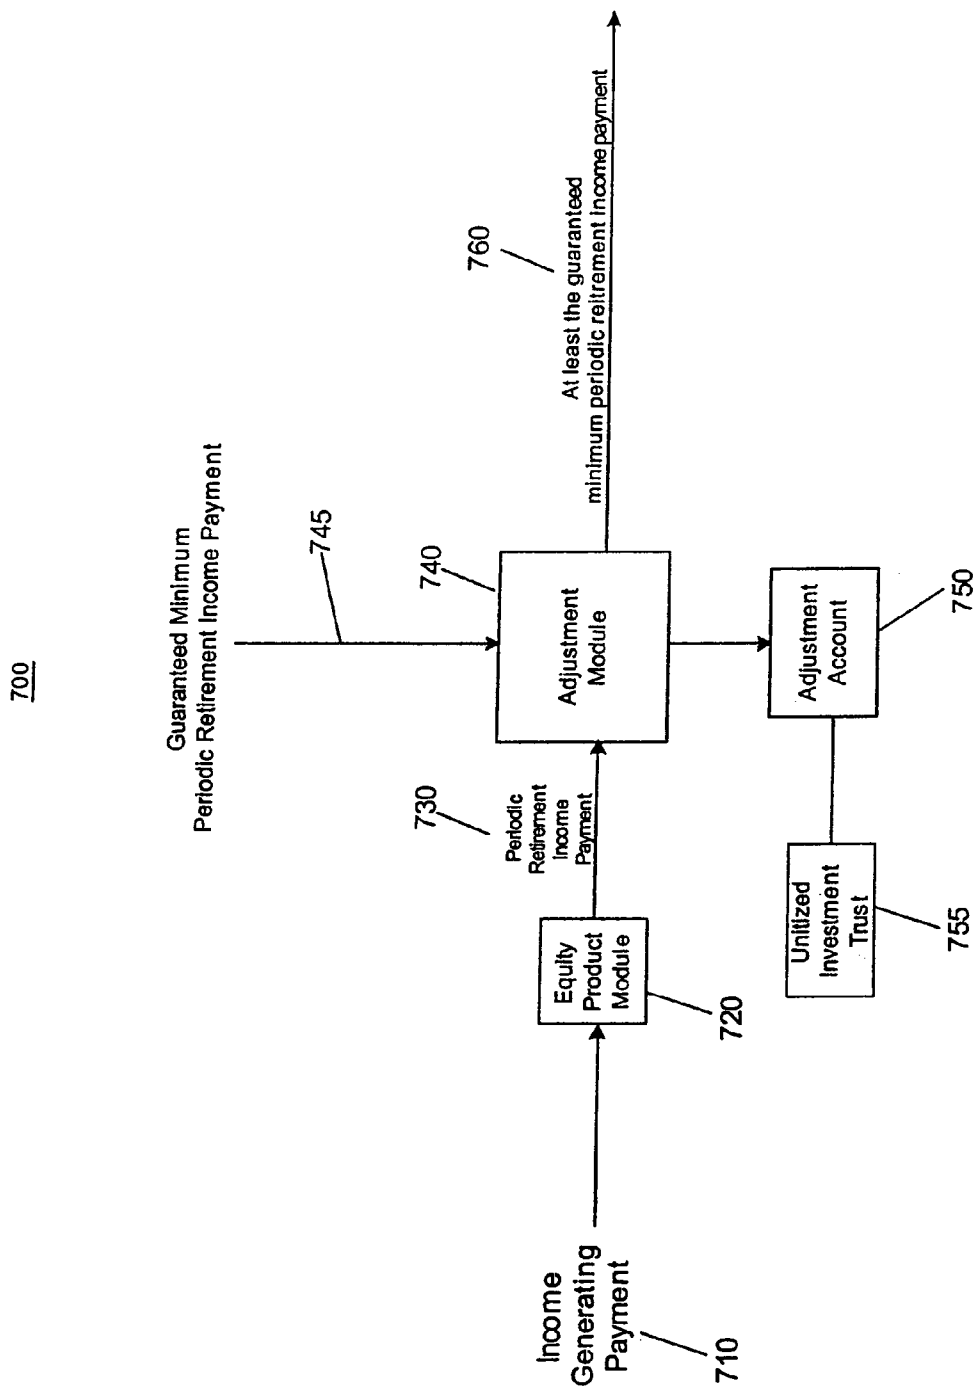 700
Guaranteed Minimum
Periodic Retirement Income Payment
745
Income
Generating
Payment
710
Equity
Product
Module
720
730
Periodic
Retirement
Income
Payment
740
Adjustment
Module
760
At least the guaranteed
minimum periodic reitrement income payment
Adjustment
Account
750
Unitized
Investment
Trust
755